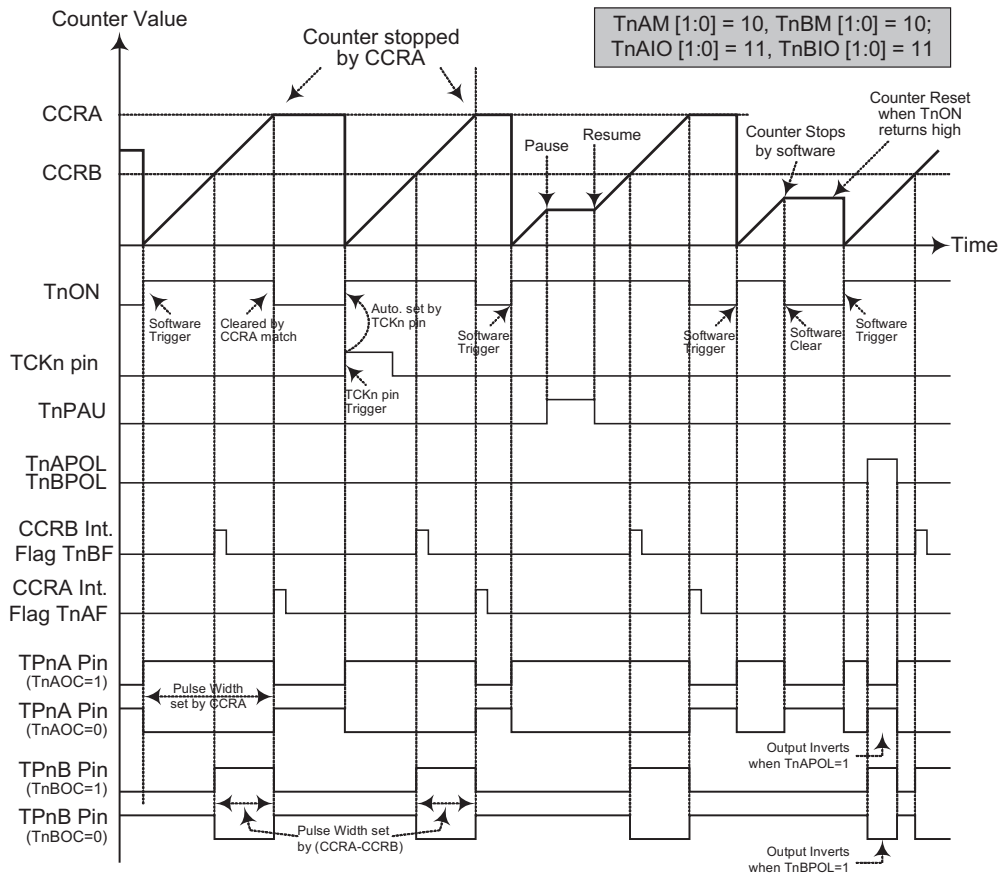 Counter Value
TnAM [1:0] = 10, TnBM [1:0] = 10;
TnAIO [1:0] = 11, TnBIO [1:0] = 11
Counter stopped
by CCRA
CCRA
CCRB
Pause
Resume
Counter Stops
by software
Counter Reset
when TnON
returns high
Time
TnON
Software
Trigger
Cleared by
CCRA match
Auto. set by
TCKn pin
Software
Trigger
Software
Trigger
Software
Clear
Software
Trigger
TCKn pin
TCKn pin
Trigger
TnPAU
TnAPOL
TnBPOL
CCRB Int.
Flag TnBF
CCRA Int.
Flag TnAF
TPnA Pin
(TnAOC=1)
Pulse Width
set by CCRA
TPnA Pin
(TnAOC=0)
Output Inverts
when TnAPOL=1
TPnB Pin
(TnBOC=1)
TPnB Pin
(TnBOC=0)
Pulse Width set
by (CCRA-CCRB)
Output Inverts
when TnBPOL=1